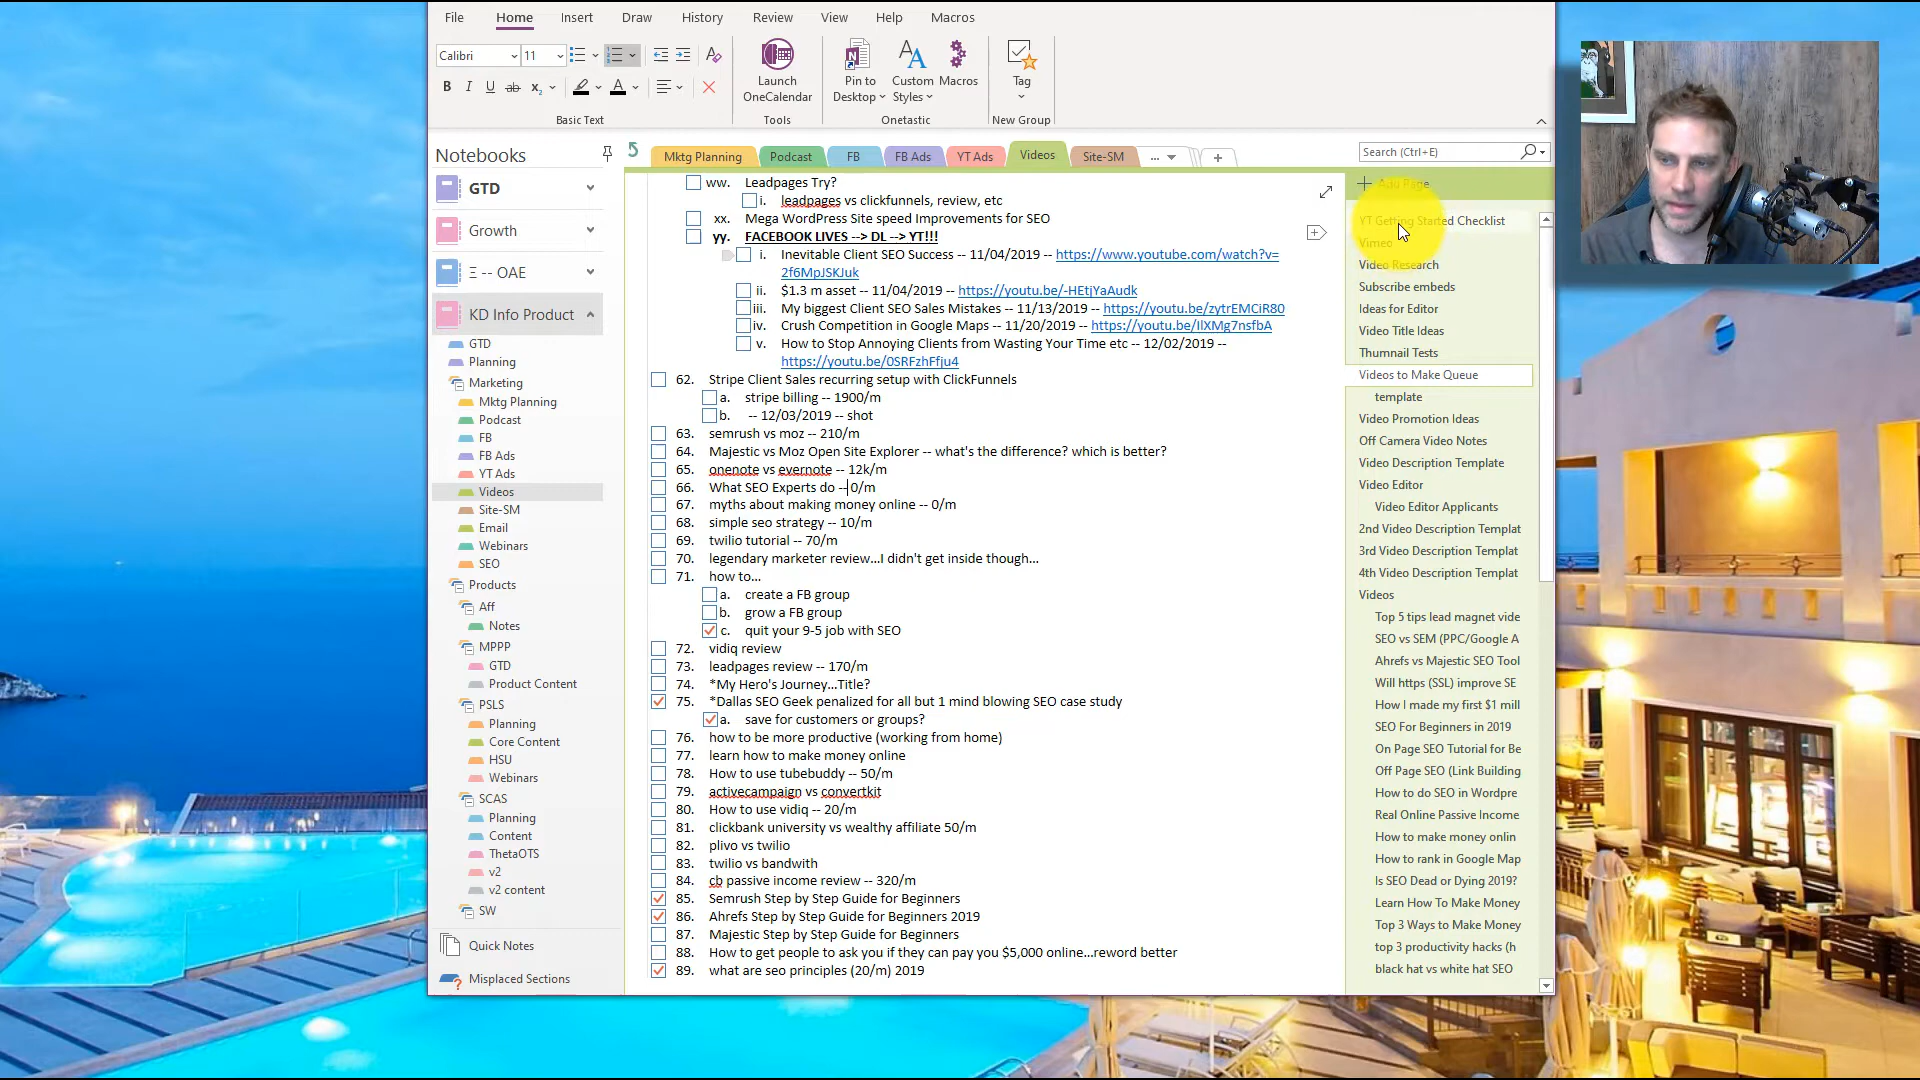 File Home Insert Draw History Review View Help Macros
Calibri 11
B I U ab x₂ A
Basic Text
Launch OneCalendar
Tools
Pin to Desktop
Custom Styles
Macros
Onetastic
Tag
New Group
Notebooks
Mktg Planning Podcast FB FB Ads YT Ads Videos Site-SM ...
Search (Ctrl+E)
GTD
Growth
Ξ -- OAE
KD Info Product
GTD
Planning
Marketing
Mktg Planning
Podcast
FB
FB Ads
YT Ads
Videos
Site-SM
Email
Webinars
SEO
Products
Aff
Notes
MPPP
GTD
Product Content
PSLS
Planning
Core Content
HSU
Webinars
SCAS
Planning
Content
ThetaOTS
v2
v2 content
SW
Quick Notes
Misplaced Sections
ww. Leadpages Try?
i. leadpages vs clickfunnels, review, etc
xx. Mega WordPress Site speed Improvements for SEO
yy. FACEBOOK LIVES --> DL --> YT!!!
i. Inevitable Client SEO Success -- 11/04/2019 -- https://www.youtube.com/watch?v=
2f6MpJSKJuk
ii. $1.3 m asset -- 11/04/2019 -- https://youtu.be/-HEtjYaAudk
iii. My biggest Client SEO Sales Mistakes -- 11/13/2019 -- https://youtu.be/zytrEMCiR80
iv. Crush Competition in Google Maps -- 11/20/2019 -- https://youtu.be/IlXMg7nsfbA
v. How to Stop Annoying Clients from Wasting Your Time etc -- 12/02/2019 --
https://youtu.be/0SRFzhFfju4
62. Stripe Client Sales recurring setup with ClickFunnels
a. stripe billing -- 1900/m
b. -- 12/03/2019 -- shot
63. semrush vs moz -- 210/m
64. Majestic vs Moz Open Site Explorer -- what's the difference? which is better?
65. onenote vs evernote -- 12k/m
66. What SEO Experts do -- 0/m
67. myths about making money online -- 0/m
68. simple seo strategy -- 10/m
69. twilio tutorial -- 70/m
70. legendary marketer review...I didn't get inside though...
71. how to...
a. create a FB group
b. grow a FB group
c. quit your 9-5 job with SEO
72. vidiq review
73. leadpages review -- 170/m
74. *My Hero's Journey...Title?
75. *Dallas SEO Geek penalized for all but 1 mind blowing SEO case study
a. save for customers or groups?
76. how to be more productive (working from home)
77. learn how to make money online
78. How to use tubebuddy -- 50/m
79. activecampaign vs convertkit
80. How to use vidiq -- 20/m
81. clickbank university vs wealthy affiliate 50/m
82. plivo vs twilio
83. twilio vs bandwith
84. cb passive income review -- 320/m
85. Semrush Step by Step Guide for Beginners
86. Ahrefs Step by Step Guide for Beginners 2019
87. Majestic Step by Step Guide for Beginners
88. How to get people to ask you if they can pay you $5,000 online...reword better
89. what are seo principles (20/m) 2019
Add Page
YT Getting Started Checklist
Vimeo
Video Research
Subscribe embeds
Ideas for Editor
Video Title Ideas
Thumnail Tests
Videos to Make Queue
template
Video Promotion Ideas
Off Camera Video Notes
Video Description Template
Video Editor
Video Editor Applicants
2nd Video Description Templat
3rd Video Description Templat
4th Video Description Templat
Videos
Top 5 tips lead magnet vide
SEO vs SEM (PPC/Google A
Ahrefs vs Majestic SEO Tool
Will https (SSL) improve SE
How I made my first $1 mill
SEO For Beginners in 2019
On Page SEO Tutorial for Be
Off Page SEO (Link Building
How to do SEO in Wordpre
Real Online Passive Income
How to make money onlin
How to rank in Google Map
Is SEO Dead or Dying 2019?
Learn How To Make Money
Top 3 Ways to Make Money
top 3 productivity hacks (h
black hat vs white hat SEO